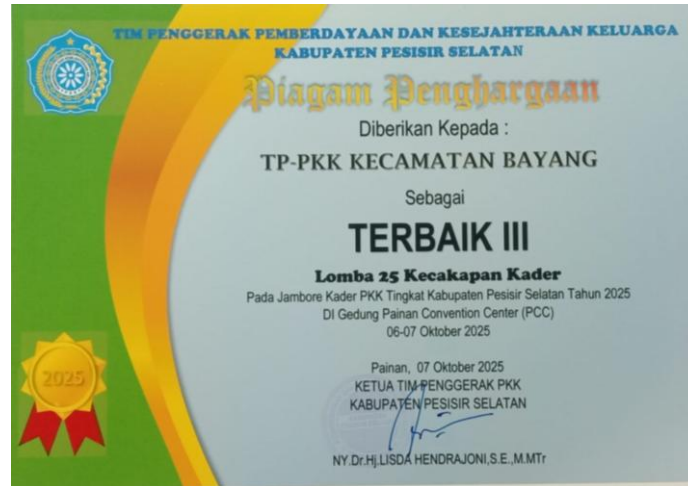 TIM PENGGERAK PEMBERDAYAAN DAN KESEJAHTERAAN KELUARGA
KABUPATEN PESISIR SELATAN
Piagam Penghargaan
Diberikan Kepada :
TP-PKK KECAMATAN BAYANG
Sebagai
TERBAIK III
Lomba 25 Kecakapan Kader
Pada Jambore Kader PKK Tingkat Kabupaten Pesisir Selatan Tahun 2025
DI Gedung Painan Convention Center (PCC)
06-07 Oktober 2025
2025
Painan, 07 Oktober 2025
KETUA TIM PENGGERAK PKK
KABUPATEN PESISIR SELATAN
NY.Dr.Hj.LISDA HENDRAJONI,S.E.,M.MTr